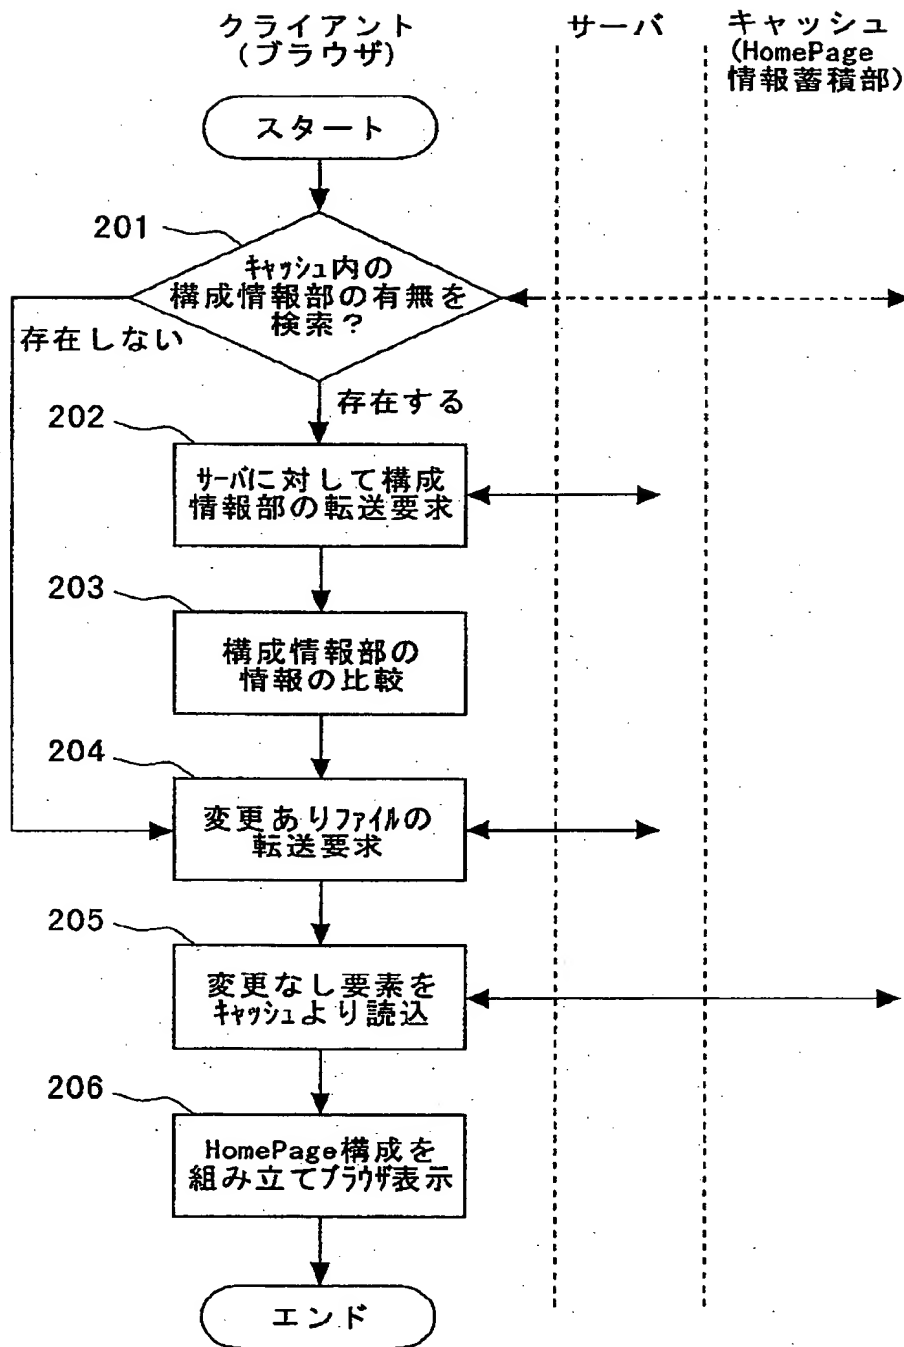 クライアント
(ブラウザ)
サーバ
キャッシュ
(HomePage
情報蓄積部)
スタート
201
キャッシュ内の
構成情報部の有無を
検索？
存在しない
存在する
202
サーバに対して構成
情報部の転送要求
203
構成情報部の
情報の比較
204
変更ありファイルの
転送要求
205
変更なし要素を
キャッシュより読込
206
HomePage構成を
組み立てブラウザ表示
エンド